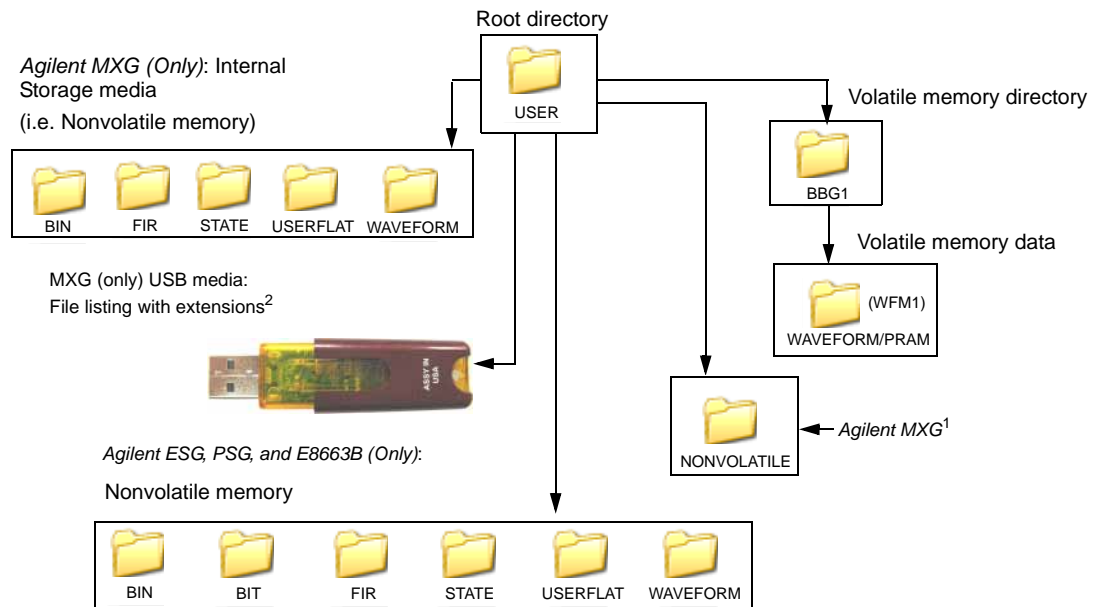 Root directory
USER
Agilent MXG (Only): Internal
Storage media
(i.e. Nonvolatile memory)
BIN
FIR
STATE
USERFLAT
WAVEFORM
Volatile memory directory
BBG1
Volatile memory data
(WFM1)
WAVEFORM/PRAM
MXG (only) USB media:
File listing with extensions2
ASSY IN
USA
NONVOLATILE
Agilent MXG1
Agilent ESG, PSG, and E8663B (Only):
Nonvolatile memory
BIN
BIT
FIR
STATE
USERFLAT
WAVEFORM